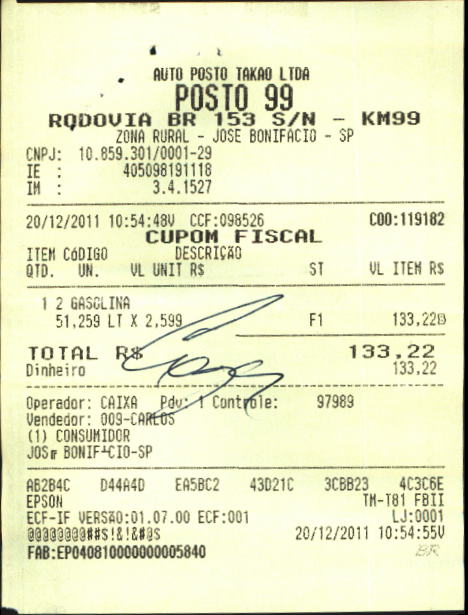 AUTO POSTO TAKAO LTDA
POSTO 99
RODOVIA BR 153 S/N - KM99
ZONA RURAL - JOSE BONIFACIO - SP
CNPJ: 10.859.301/0001-29
IE : 405098191118
IM : 3.4.1527
20/12/2011 10:54:48V CCF:098526 COO:119182
CUPOM FISCAL
ITEM CóDIGO DESCRIÇãO
QTD. UN. VL UNIT R$ ST VL ITEM R$
1 2 GASOLINA
51,259 LT X 2,599 F1 133,22
TOTAL R$ 133,22
Dinheiro 133,22
Operador: CAIXA Pdv: 1 Controle: 97989
Vendedor: 009-CARLOS
(1) CONSUMIDOR
BONIF CIO-SP
AB2B4C D44A4D EA5BC2 43D21C 3CBB23 4C3C6E
EPSON TM-T81 FBII
ECF-IF VERSãO:01.07.00 ECF:001 LJ:0001
@@@@@@@@##S!&!&#@S 20/12/2011 10:54:55V
FAB:EP040810000000005840 BR